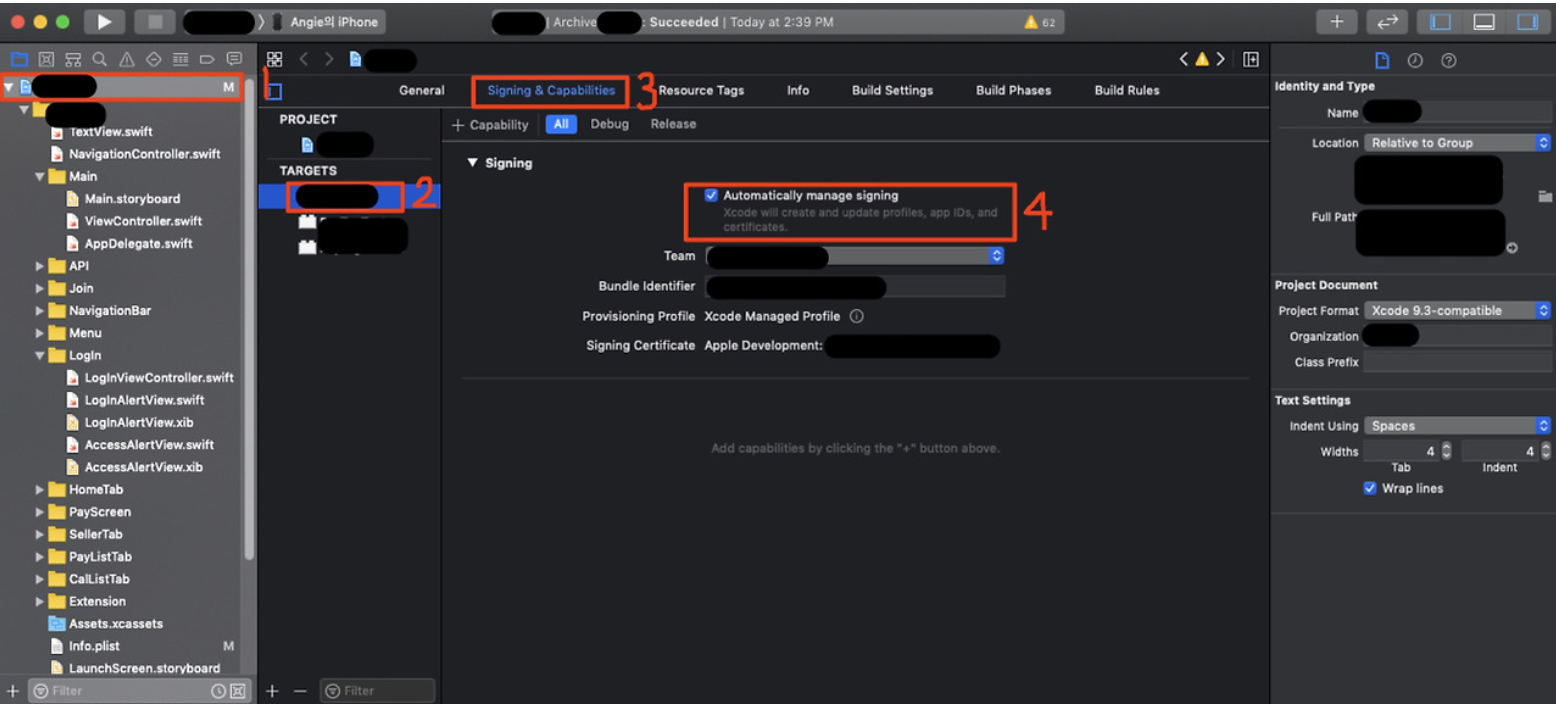 Angie의 iPhone
| Archive
: Succeeded | Today at 2:39 PM
62
M
1
General
Signing & Capabilities
3
Resource Tags
Info
Build Settings
Build Phases
Build Rules
TextView.swift
NavigationController.swift
Main
Main.storyboard
ViewController.swift
AppDelegate.swift
API
Join
NavigationBar
Menu
LogIn
LogInViewController.swift
LogInAlertView.swift
LogInAlertView.xib
AccessAlertView.swift
AccessAlertView.xib
HomeTab
PayScreen
SellerTab
PayListTab
CalListTab
Extension
Assets.xcassets
Info.plist
M
LaunchScreen.storyboard
Filter
PROJECT
TARGETS
2
Filter
+ Capability
All
Debug
Release
Signing
Automatically manage signing
Xcode will create and update profiles, app IDs, and
certificates.
4
Team
Bundle Identifier
Provisioning Profile Xcode Managed Profile
Signing Certificate Apple Development:
Add capabilities by clicking the "+" button above.
Identity and Type
Name
Location Relative to Group
Full Path
Project Document
Project Format Xcode 9.3-compatible
Organization
Class Prefix
Text Settings
Indent Using Spaces
Widths 4 4
Tab Indent
Wrap lines